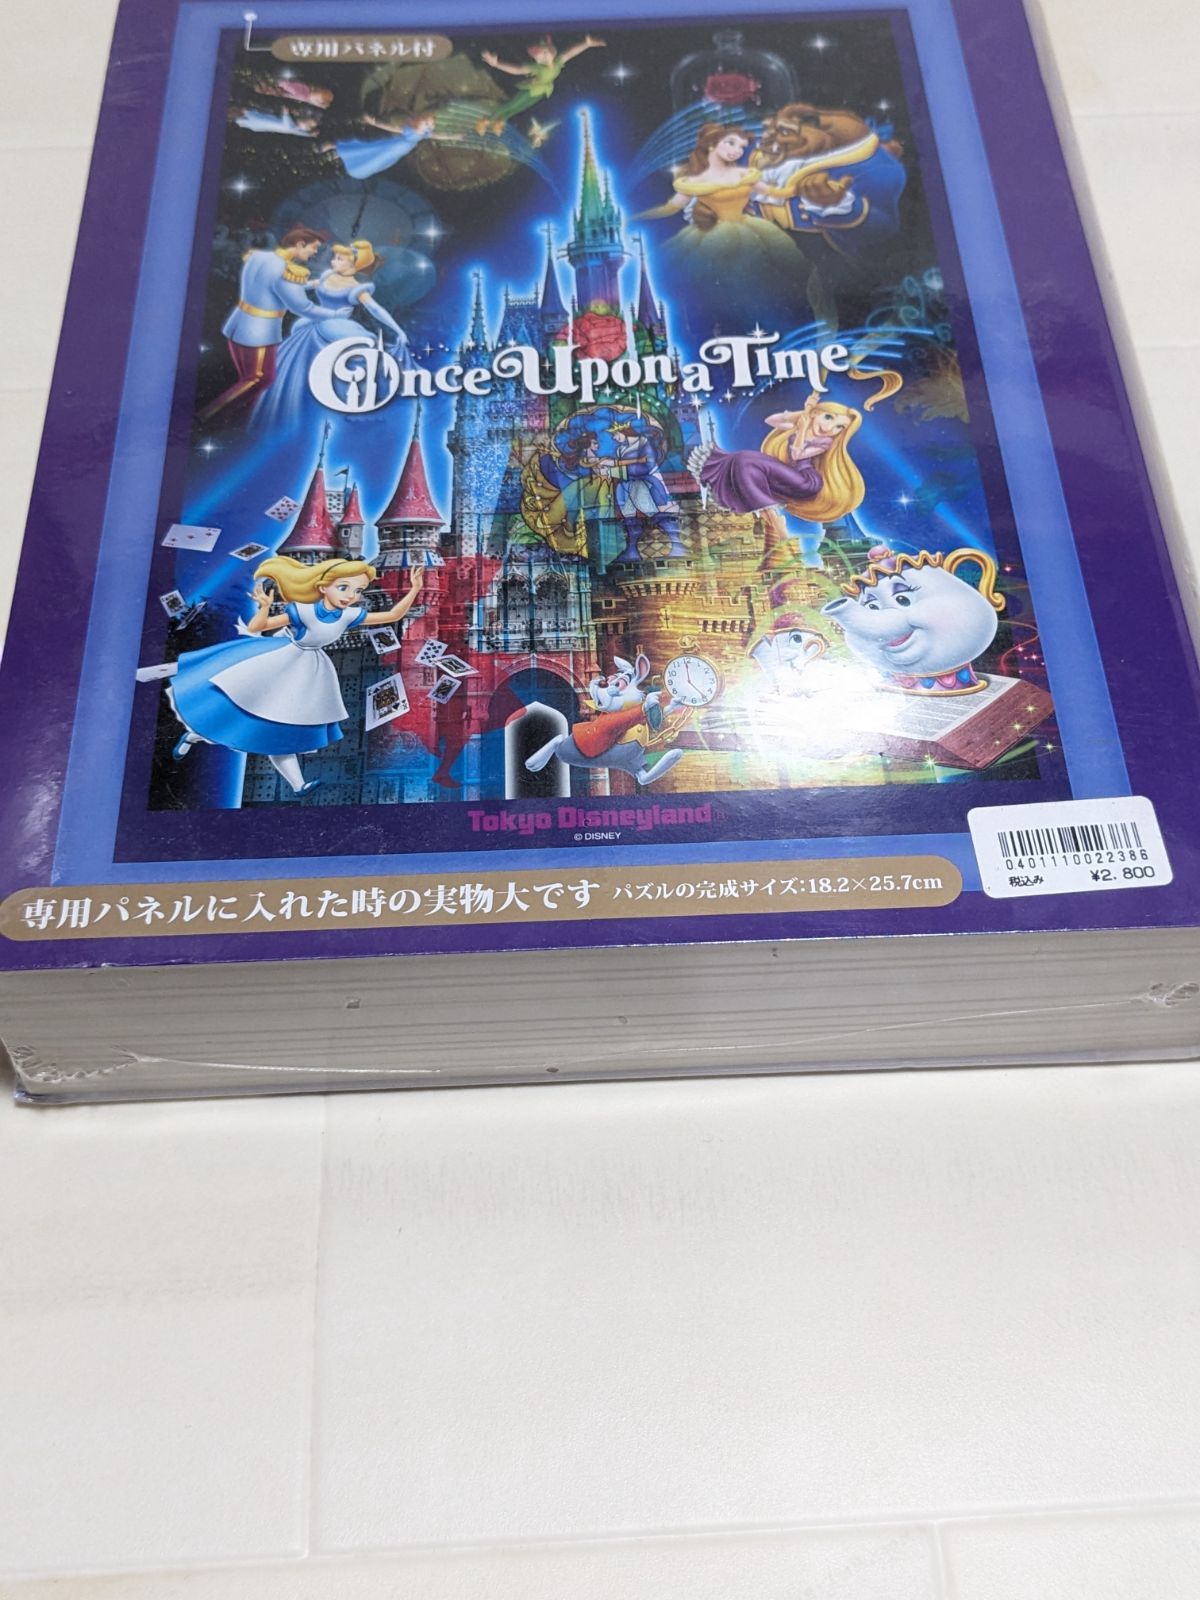 専用パネル付
Once Upon a Time
Tokyo Disneyland®
© DISNEY
0401110022386
税込み ¥2,800
専用パネルに入れた時の実物大です パズルの完成サイズ:18.2×25.7cm